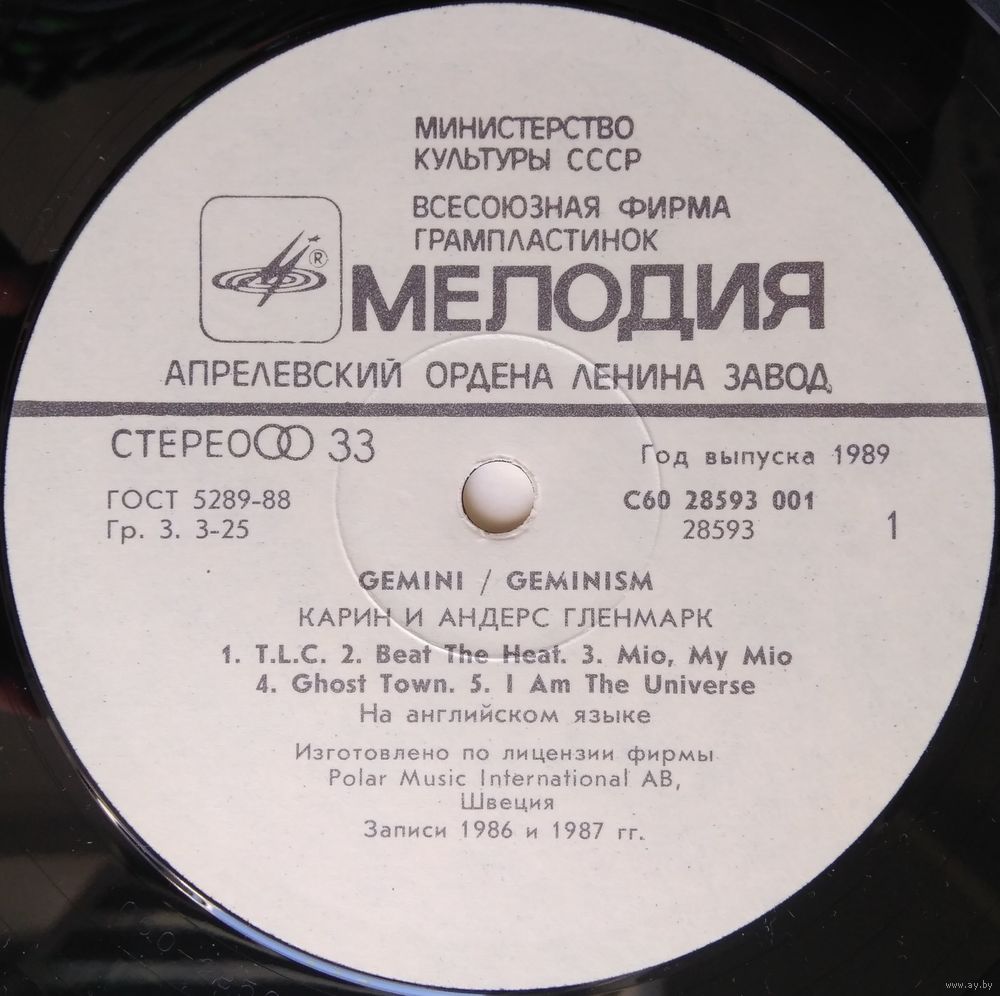 МИНИСТЕРСТВО
КУЛЬТУРЫ СССР
ВСЕСОЮЗНАЯ ФИРМА
ГРАМПЛАСТИНОК
®
МЕЛОДИЯ
АПРЕЛЕВСКИЙ ОРДЕНА ЛЕНИНА ЗАВОД
СТЕРЕО 33
Год выпуска 1989
ГОСТ 5289-88
С60 28593 001
Гр. 3. 3-25
28593
1
GEMINI / GEMINISM
КАРИН И АНДЕРС ГЛЕНМАРК
1. T.L.C. 2. Beat The Heat. 3. Mio, My Mio
4. Ghost Town. 5. I Am The Universe
На английском языке
Изготовлено по лицензии фирмы
Polar Music International AB,
Швеция
Записи 1986 и 1987 гг.
www.ay.by